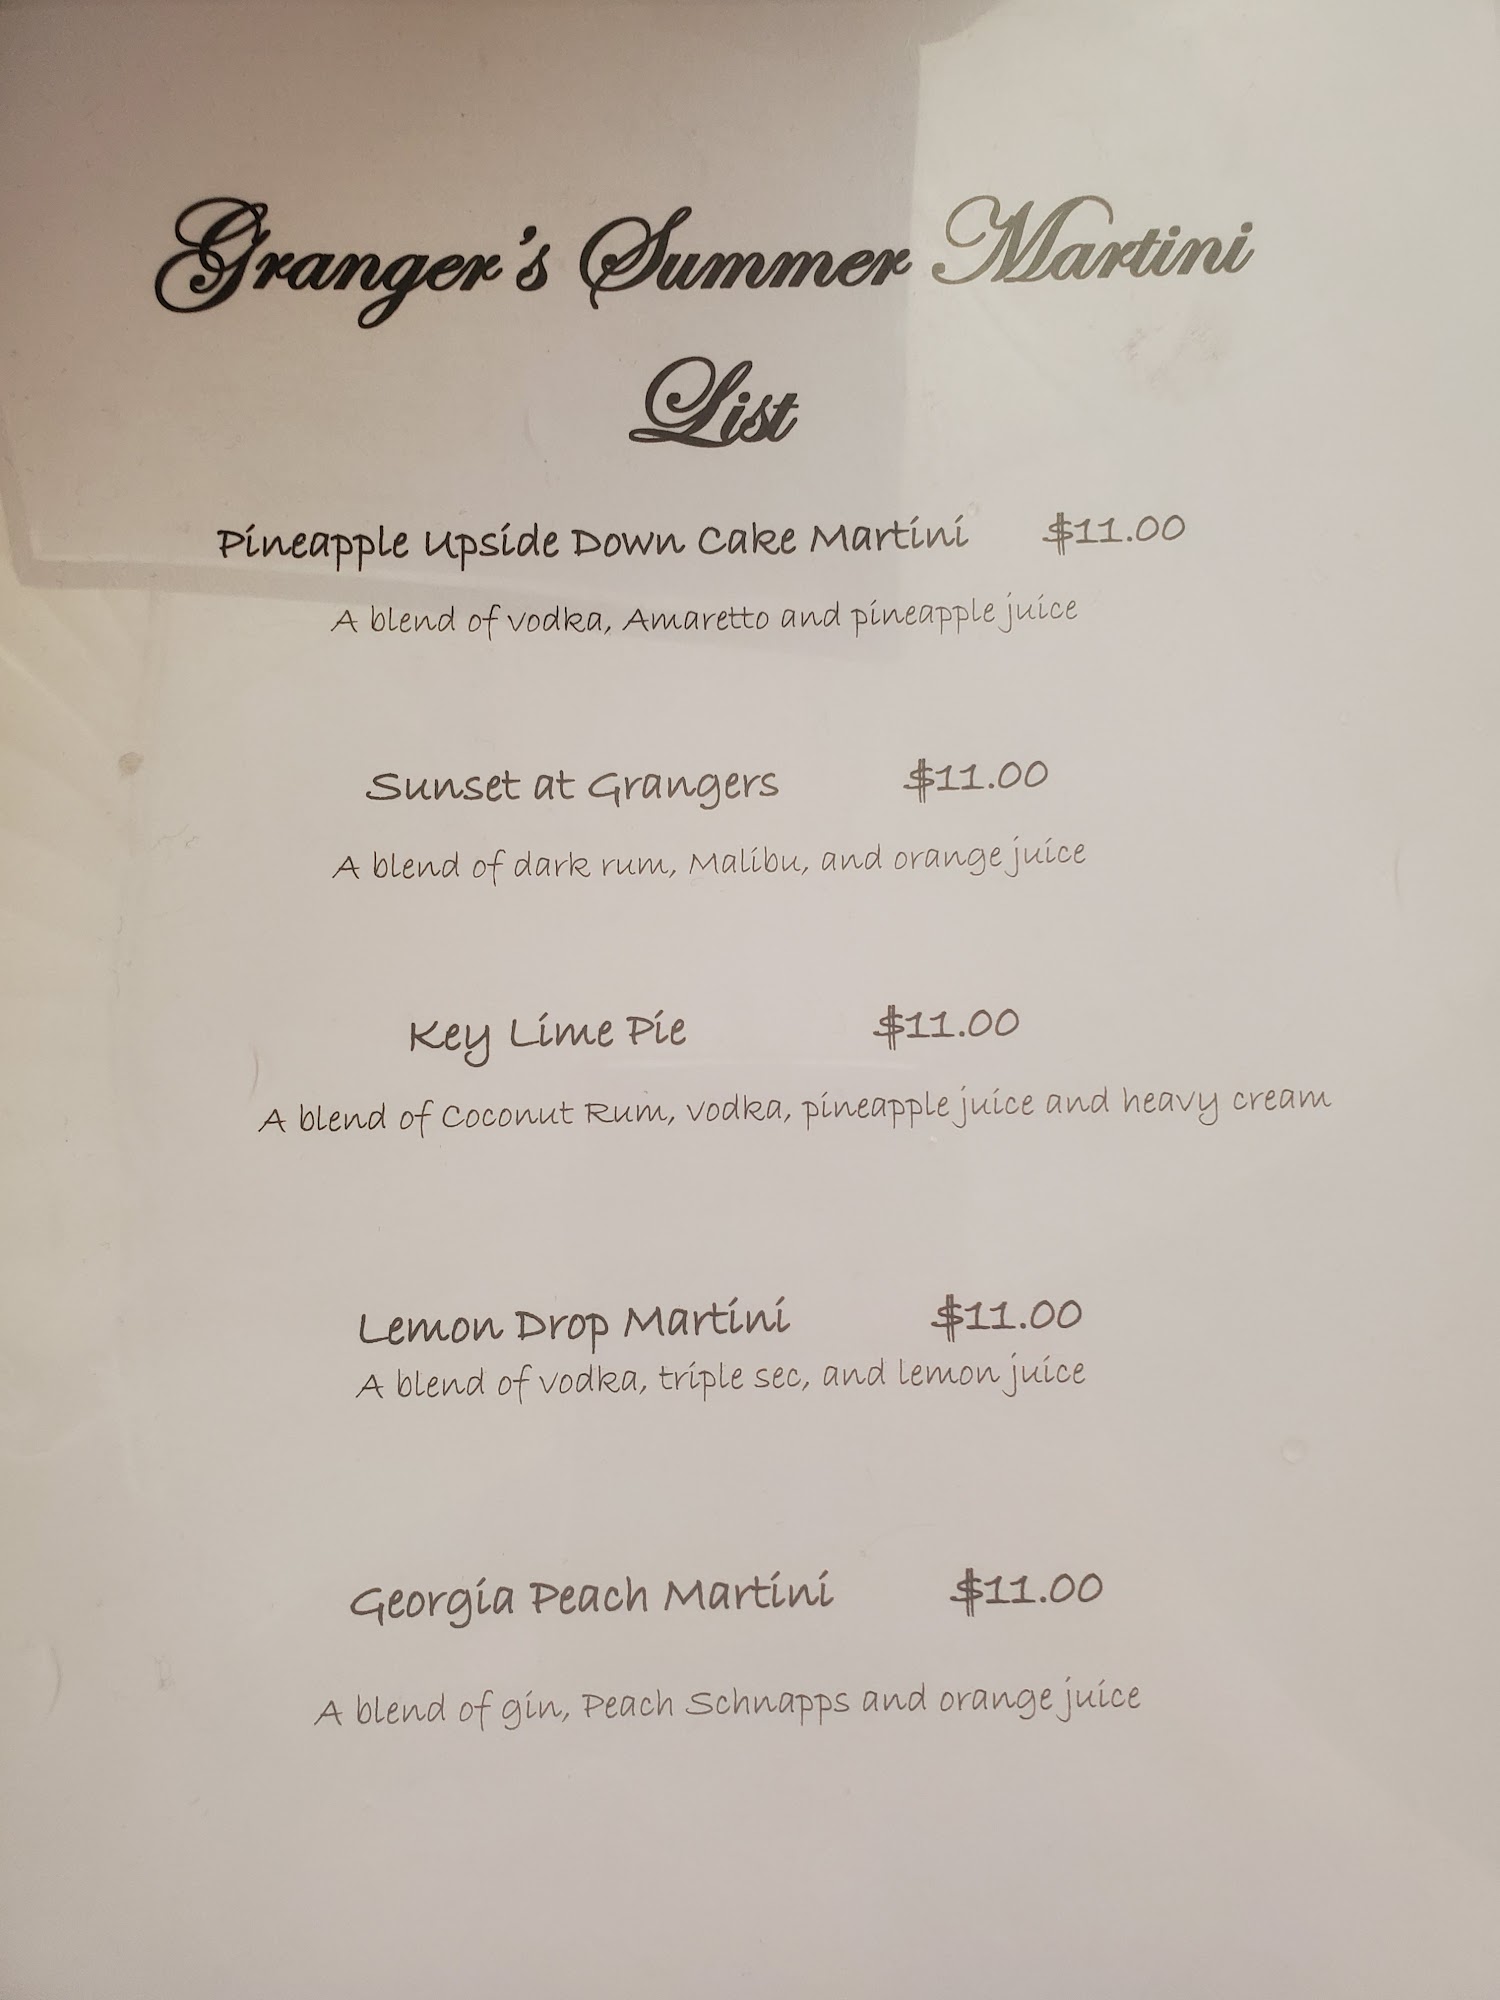 Granger's Summer Martini
List
Pineapple Upside Down Cake Martini $11.00
A blend of vodka, Amaretto and pineapple juice
Sunset at Grangers $11.00
A blend of dark rum, Malibu, and orange juice
Key Lime Pie $11.00
A blend of Coconut Rum, vodka, pineapple juice and heavy cream
Lemon Drop Martini $11.00
A blend of vodka, triple sec, and lemon juice
Georgia Peach Martini $11.00
A blend of gin, Peach Schnapps and orange juice